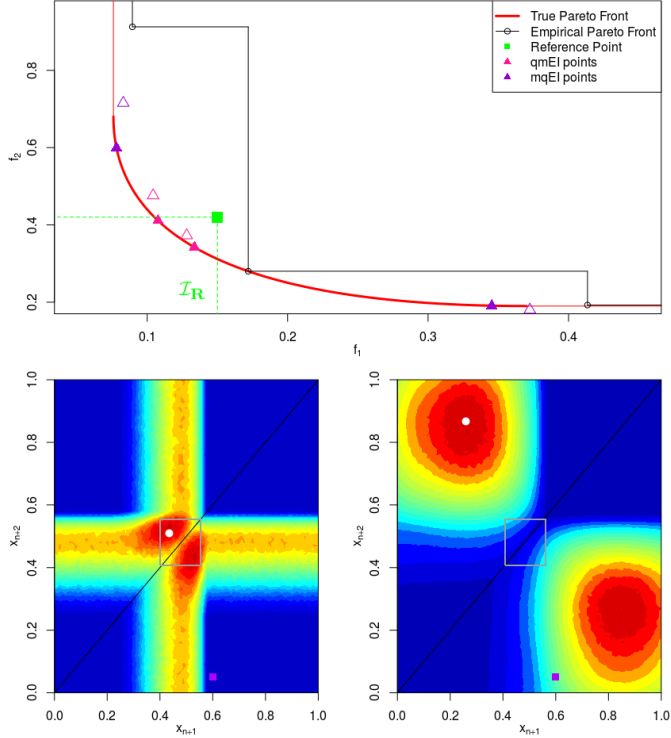 True Pareto Front
Empirical Pareto Front
Reference Point
qmEI points
mqEI points
0.8
0.6
0.4
0.2
f2
I_R
0.1 0.2 0.3 0.4
f1
1.0
0.8
0.6
0.4
0.2
0.0
xn+2
0.0 0.2 0.4 0.6 0.8 1.0
xn+1
1.0
0.8
0.6
0.4
0.2
0.0
xn+2
0.0 0.2 0.4 0.6 0.8 1.0
xn+1